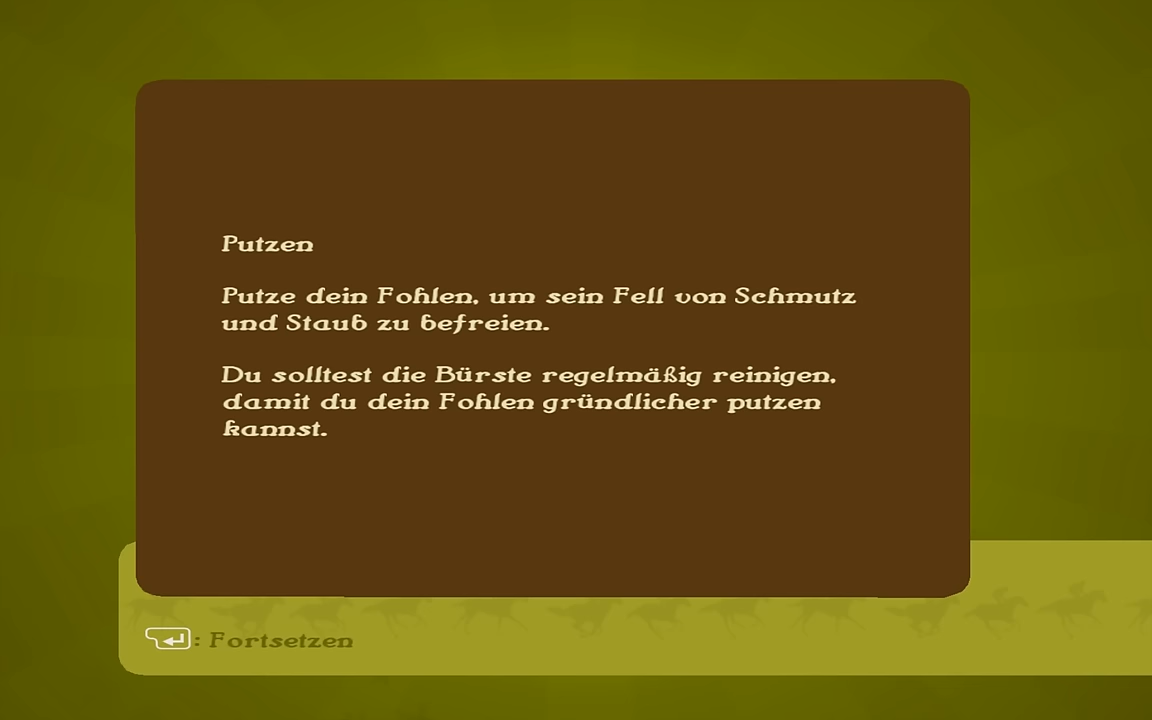 Putzen
Putze dein Fohlen, um sein Fell von Schmutz
und Staub zu befreien.
Du solltest die Bürste regelmäßig reinigen,
damit du dein Fohlen gründlicher putzen
kannst.
: Fortsetzen